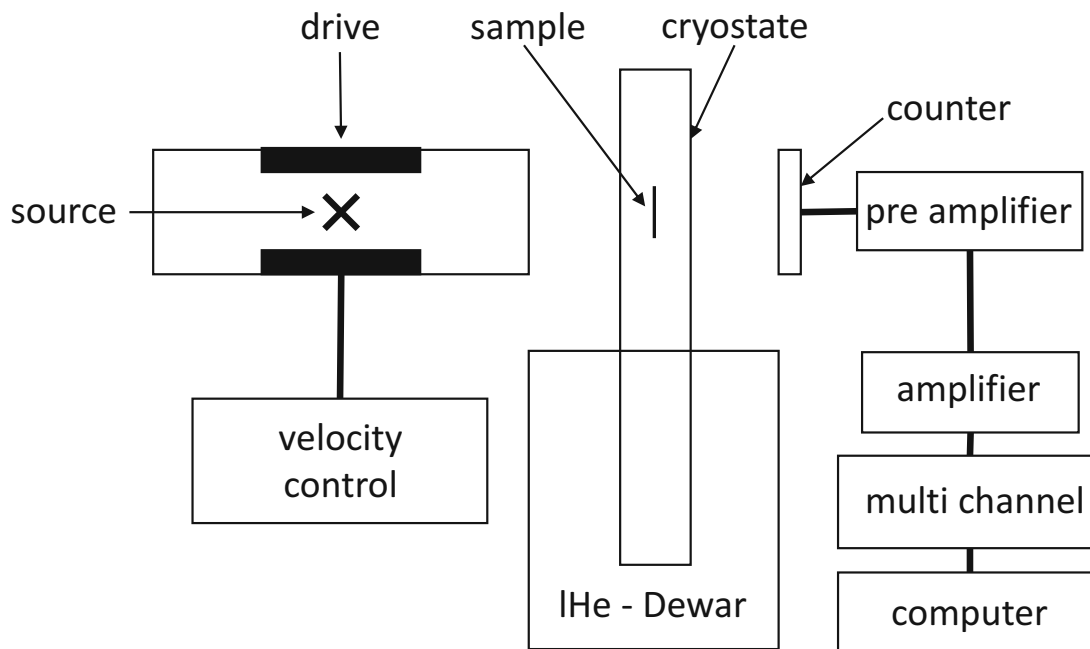 drive
sample
cryostate
counter
source
pre amplifier
velocity
control
amplifier
multi channel
lHe - Dewar
computer